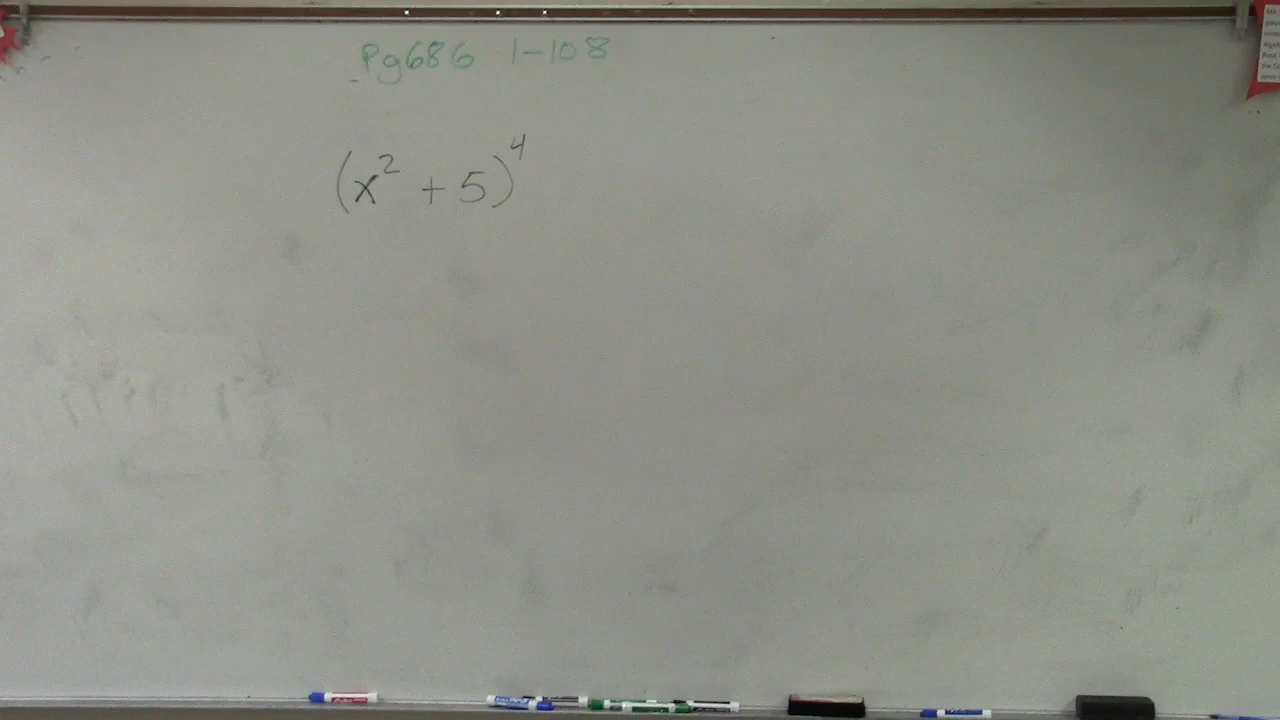 Pg686 1-108
(x² + 5)⁴